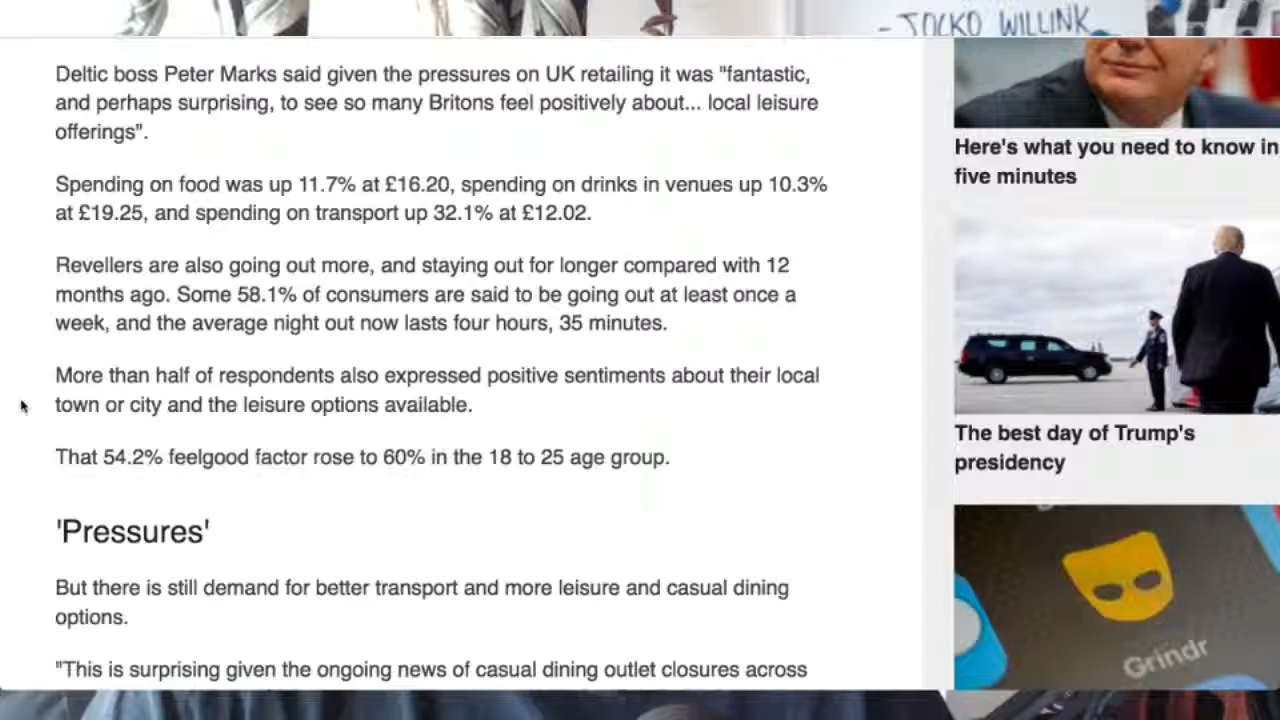 - JOCKO WILLINK
Deltic boss Peter Marks said given the pressures on UK retailing it was "fantastic,
and perhaps surprising, to see so many Britons feel positively about... local leisure
offerings".
Spending on food was up 11.7% at £16.20, spending on drinks in venues up 10.3%
at £19.25, and spending on transport up 32.1% at £12.02.
Revellers are also going out more, and staying out for longer compared with 12
months ago. Some 58.1% of consumers are said to be going out at least once a
week, and the average night out now lasts four hours, 35 minutes.
More than half of respondents also expressed positive sentiments about their local
town or city and the leisure options available.
That 54.2% feelgood factor rose to 60% in the 18 to 25 age group.
'Pressures'
But there is still demand for better transport and more leisure and casual dining
options.
"This is surprising given the ongoing news of casual dining outlet closures across
Here's what you need to know in
five minutes
The best day of Trump's
presidency
Grindr